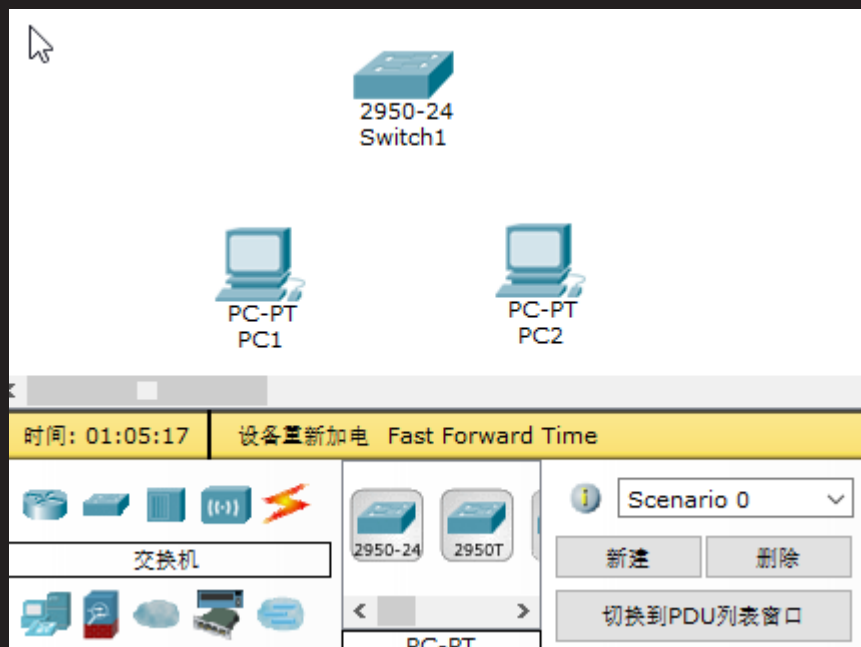 2950-24
Switch1
PC-PT
PC1
PC-PT
PC2
时间: 01:05:17
设备重新加电 Fast Forward Time
Scenario 0
2950-24
2950T
交换机
新建
删除
切换到PDU列表窗口
PC-PT